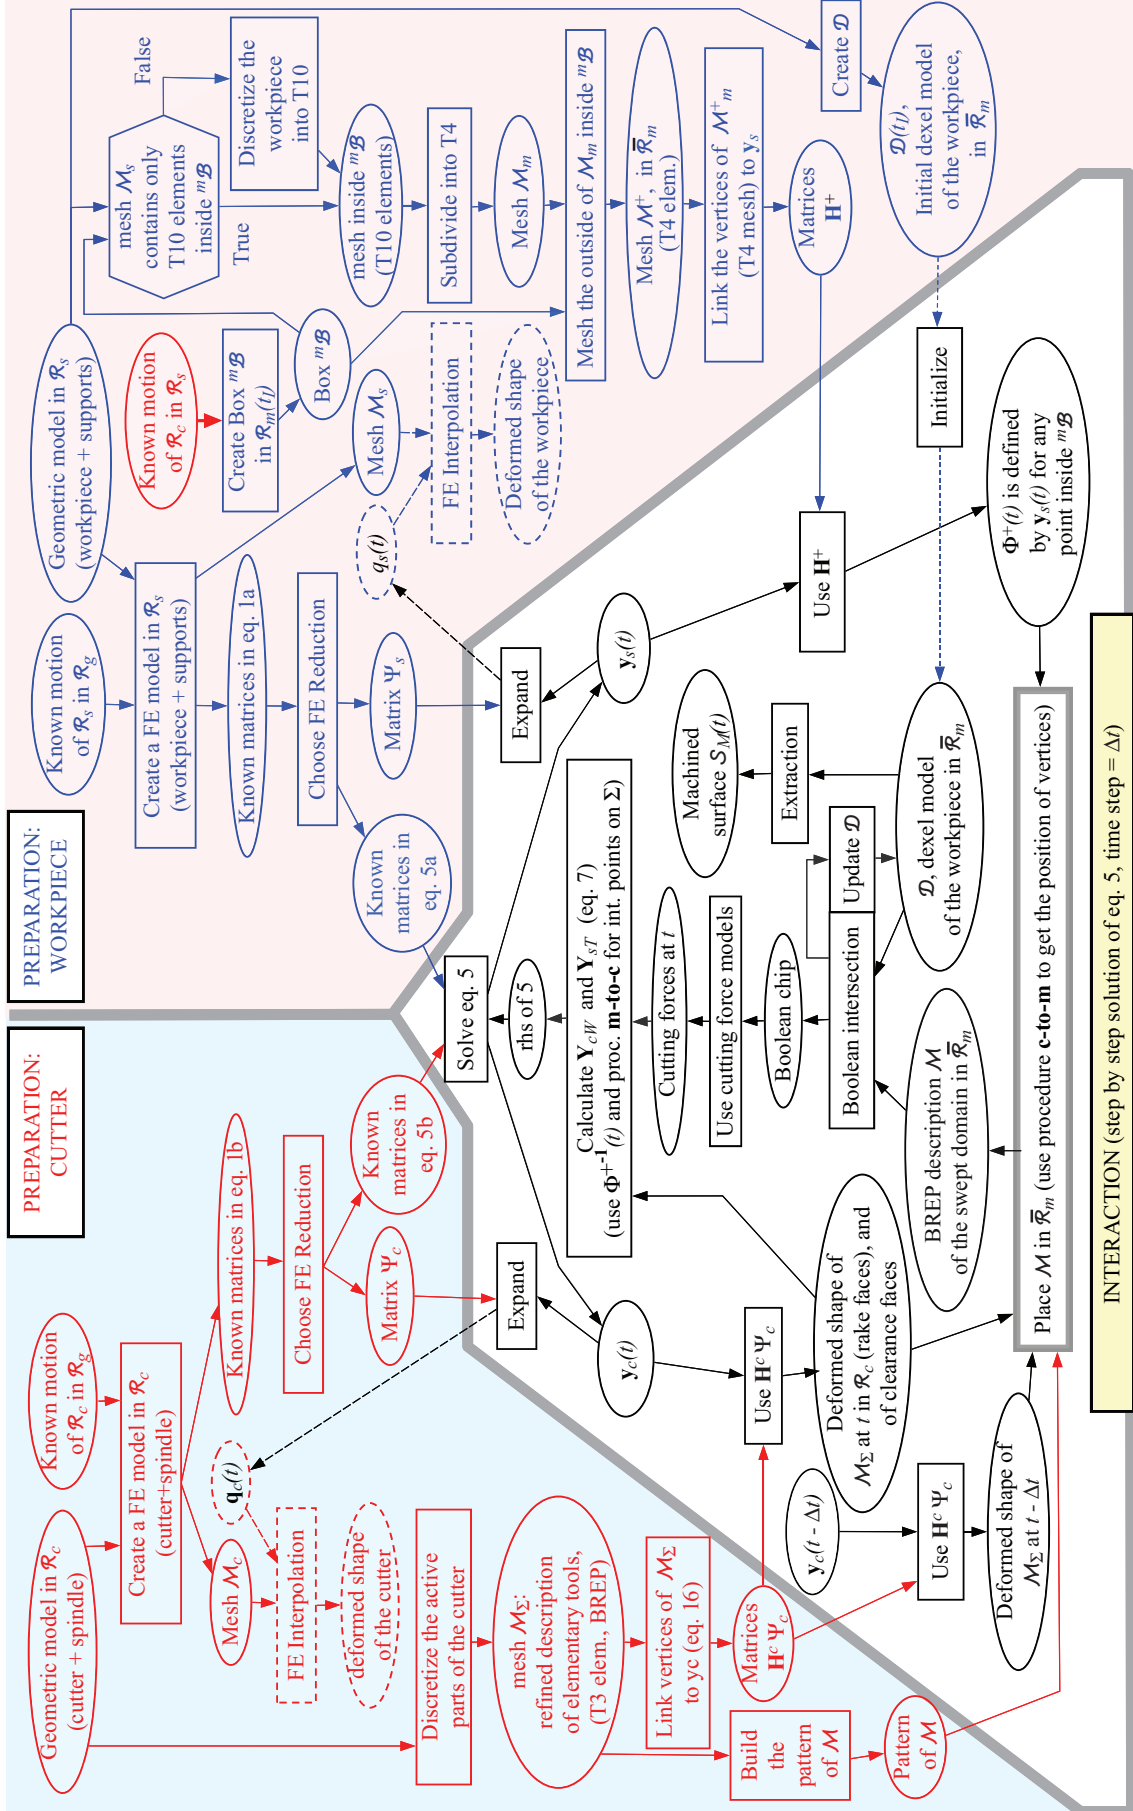 PREPARATION:
CUTTER
Geometric model in 𝓡c
(cutter + spindle)
Known motion
of 𝓡c in 𝓡g
Create a FE model in 𝓡c
(cutter+spindle)
Mesh 𝓜c
qc(t)
FE Interpolation
deformed shape
of the cutter
Known matrices in eq. 1b
Choose FE Reduction
Matrix Ψc
Known
matrices in
eq. 5b
Discretize the active
parts of the cutter
mesh 𝓜Σ:
refined description
of elementary tools,
(T3 elem., BREP)
Link vertices of 𝓜Σ
to yc (eq. 16)
Matrices
Hᶜ Ψc
Build
the
pattern
of 𝓜
Pattern
of 𝓜
PREPARATION:
WORKPIECE
Known motion
of 𝓡s in 𝓡g
Geometric model in 𝓡s
(workpiece + supports)
Create a FE model in 𝓡s
(workpiece + supports)
Known matrices in eq. 1a
Choose FE Reduction
Known
matrices in
eq. 5a
Matrix Ψs
Known motion
of 𝓡c in 𝓡s
Create Box ᵐ𝓑
in 𝓡m(tI)
Box ᵐ𝓑
Mesh 𝓜s
qs(t)
FE Interpolation
Deformed shape
of the workpiece
mesh 𝓜s
contains only
T10 elements
inside ᵐ𝓑
False
True
Discretize the
workpiece
into T10
mesh inside ᵐ𝓑
(T10 elements)
Subdivide into T4
Mesh 𝓜m
Mesh the outside of 𝓜m inside ᵐ𝓑
Mesh 𝓜⁺, in 𝓡̄m
(T4 elem.)
Link the vertices of 𝓜⁺m
(T4 mesh) to ys
Matrices
H⁺
Create 𝓓
𝓓(tI),
Initial dexel model
of the workpiece,
in 𝓡̄m
Initialize
Solve eq. 5
rhs of 5
Expand
Expand
yc(t)
ys(t)
Calculate YcW and YsT (eq. 7)
(use Φ⁺⁻¹(t) and proc. m-to-c for int. points on Σ)
Cutting forces at t
Use cutting force models
Boolean chip
Boolean intersection
Update 𝓓
Extraction
Machined
surface 𝓢M(t)
𝓓, dexel model
of the workpiece in 𝓡̄m
Use H⁺
Φ⁺(t) is defined
by ys(t) for any
point inside ᵐ𝓑
Use Hᶜ Ψc
Deformed shape of
𝓜Σ at t in 𝓡c (rake faces), and
of clearance faces
BREP description 𝓜
of the swept domain in 𝓡̄m
yc(t - Δt)
Use Hᶜ Ψc
Deformed shape of
𝓜Σ at t - Δt
Place 𝓜 in 𝓡̄m (use procedure c-to-m to get the position of vertices)
INTERACTION (step by step solution of eq. 5, time step = Δt)